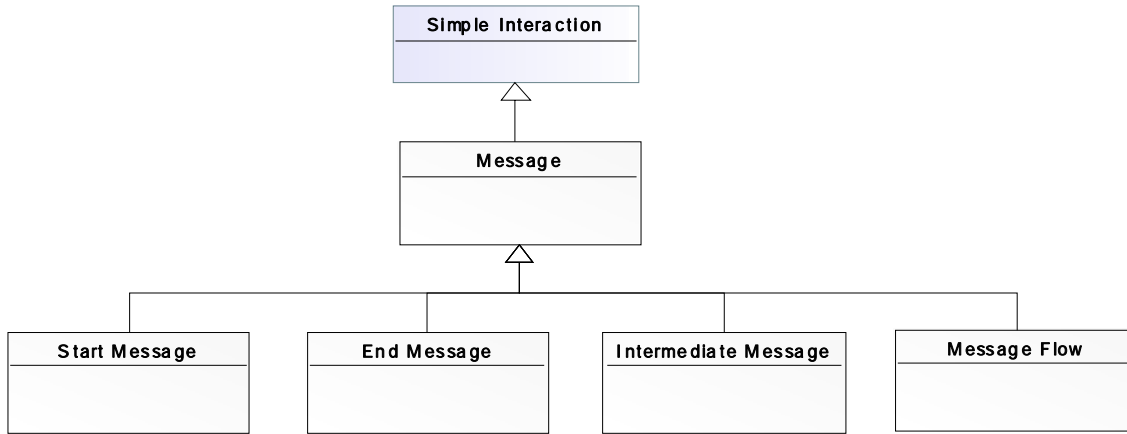 Simple Interaction
Message
Start Message
End Message
Intermediate Message
Message Flow